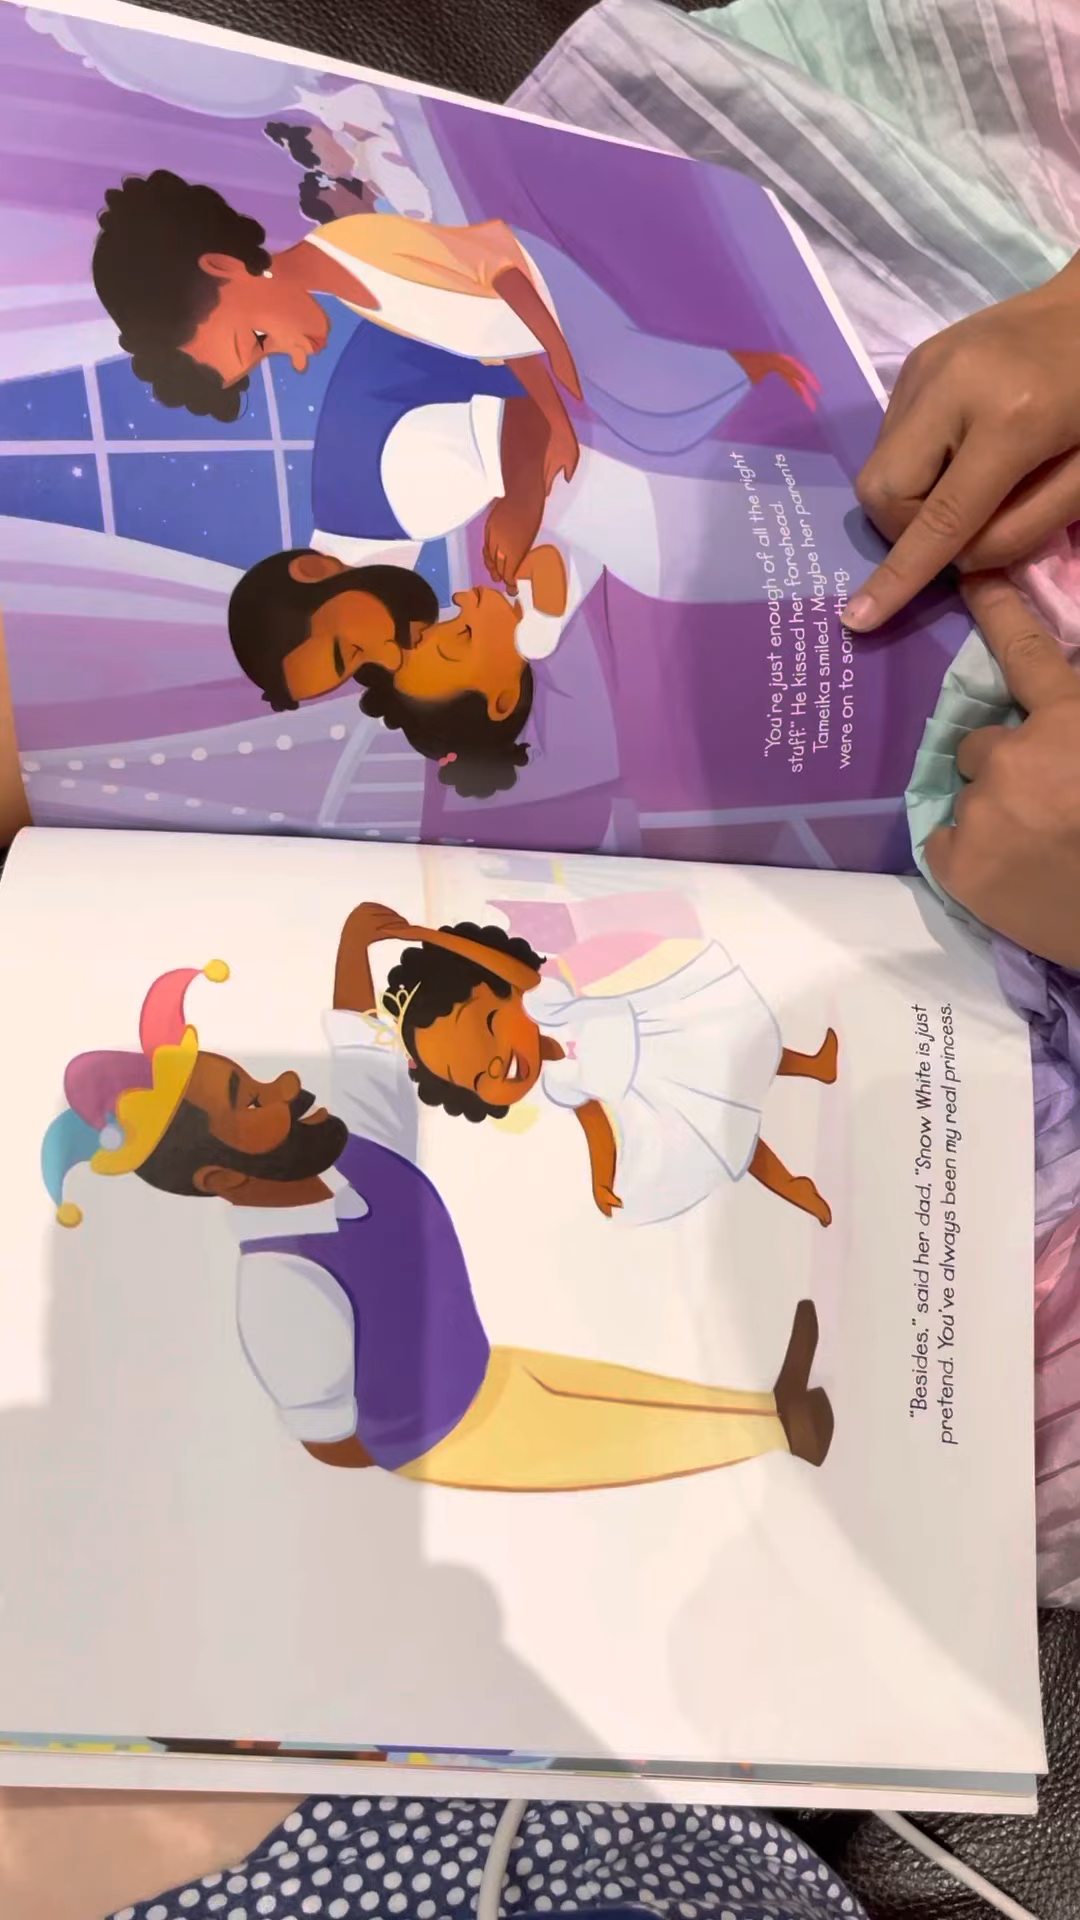 "Besides," said her dad, "Snow White is just
pretend. You've always been my real princess.
"You're just enough of all the right
stuff." He kissed her forehead.
Tameika smiled. Maybe her parents
were on to something.